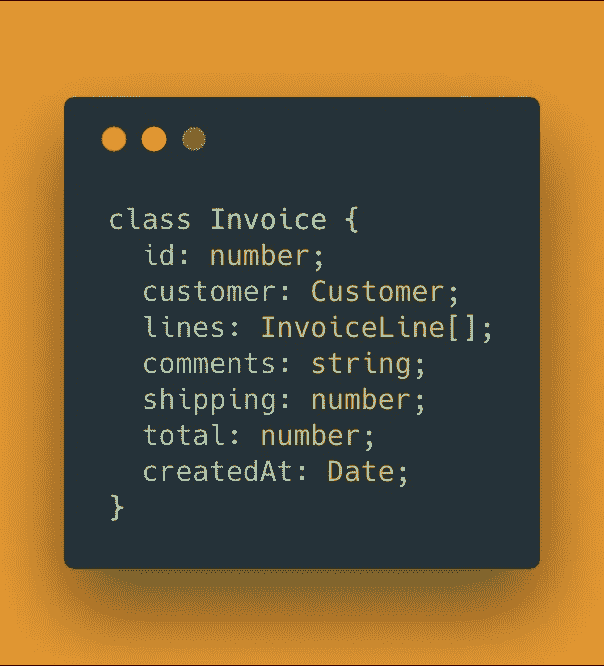 class Invoice {
  id: number;
  customer: Customer;
  lines: InvoiceLine[];
  comments: string;
  shipping: number;
  total: number;
  createdAt: Date;
}